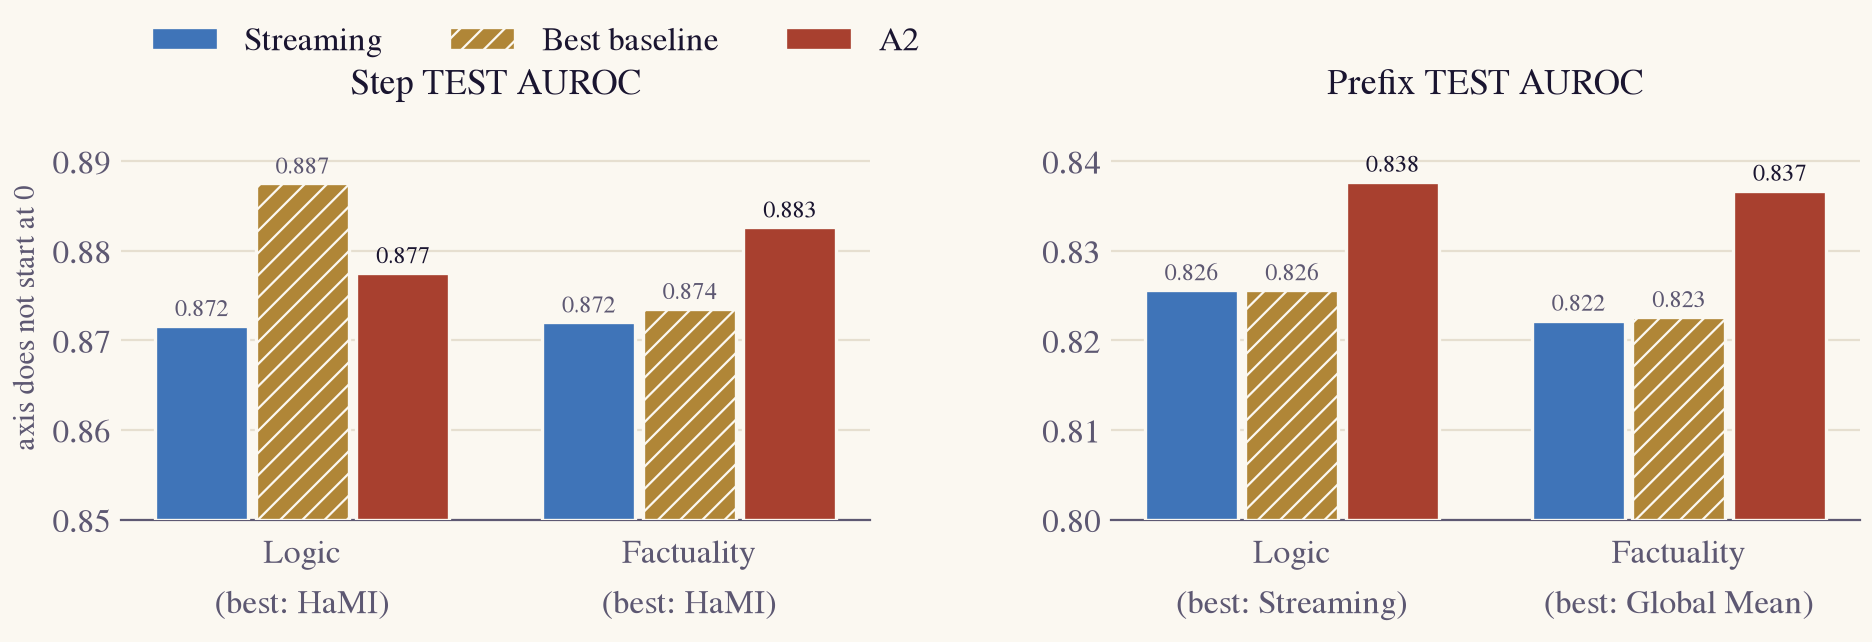 Streaming Best baseline A2
Step TEST AUROC
axis does not start at 0
0.89
0.88
0.87
0.86
0.85
0.872 0.887 0.877
0.872 0.874 0.883
Logic Factuality
(best: HaMI) (best: HaMI)
Prefix TEST AUROC
0.84
0.83
0.82
0.81
0.80
0.826 0.826 0.838
0.822 0.823 0.837
Logic Factuality
(best: Streaming) (best: Global Mean)